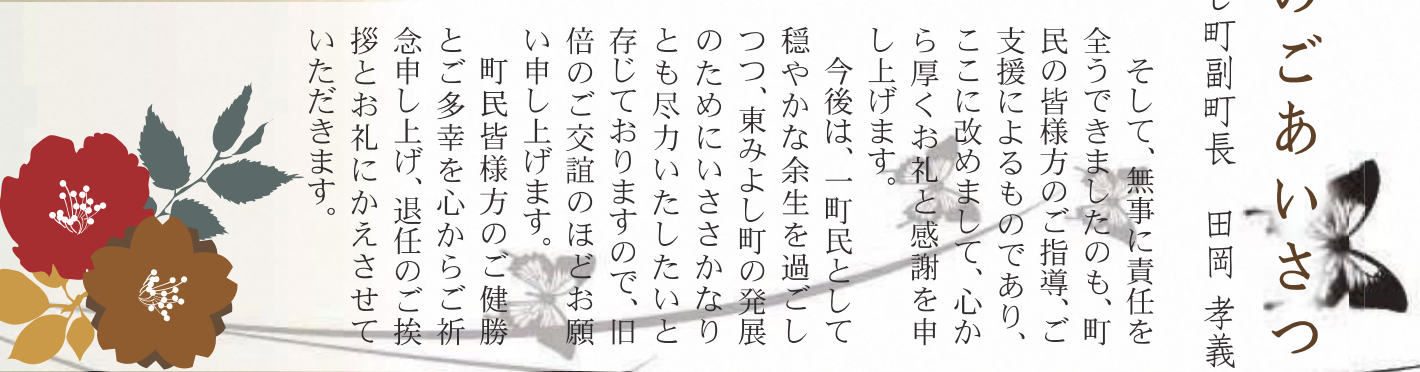 のごあいさつ
し町副町長　田岡 孝義
そして、無事に責任を
全うできましたのも、町
民の皆様方のご指導、ご
支援によるものであり、
ここに改めまして、心か
ら厚くお礼と感謝を申
し上げます。
今後は、一町民として
穏やかな余生を過ごし
つつ、東みよし町の発展
のためにいささかなり
とも尽力いたしたいと
存じておりますので、旧
倍のご交誼のほどお願
い申し上げます。
町民皆様方のご健勝
とご多幸を心からご祈
念申し上げ、退任のご挨
拶とお礼にかえさせて
いただきます。